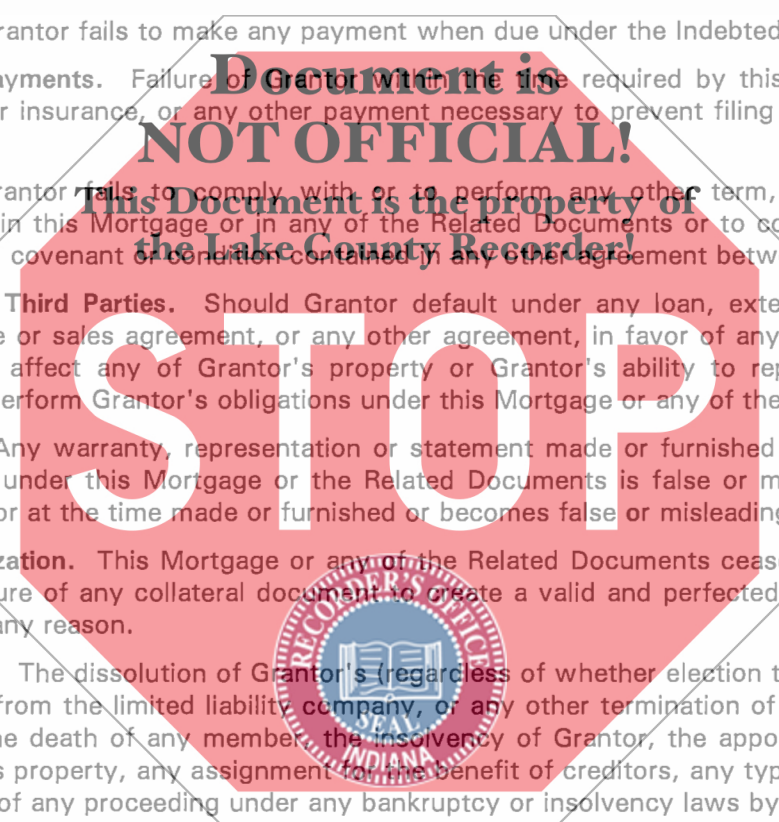 rantor fails to make any payment when due under the Indebted
Document is
ayments. Failure of Grantor within the time required by this
r insurance, or any other payment necessary to prevent filing
NOT OFFICIAL!
rantor fails to comply with or to perform any other term,
This Document is the property of
in this Mortgage or in any of the Related Documents or to co
the Lake County Recorder!
covenant or condition contained in any other agreement betw
Third Parties. Should Grantor default under any loan, exte
e or sales agreement, or any other agreement, in favor of any
affect any of Grantor's property or Grantor's ability to rep
erform Grantor's obligations under this Mortgage or any of the
STOP
Any warranty, representation or statement made or furnished
under this Mortgage or the Related Documents is false or m
or at the time made or furnished or becomes false or misleading
zation. This Mortgage or any of the Related Documents ceas
ure of any collateral document to create a valid and perfected
any reason.
RECORDER'S OFFICE
The dissolution of Grantor's (regardless of whether election t
from the limited liability company, or any other termination of
SEAL
he death of any member, the insolvency of Grantor, the appo
INDIANA
s property, any assignment for the benefit of creditors, any typ
of any proceeding under any bankruptcy or insolvency laws by